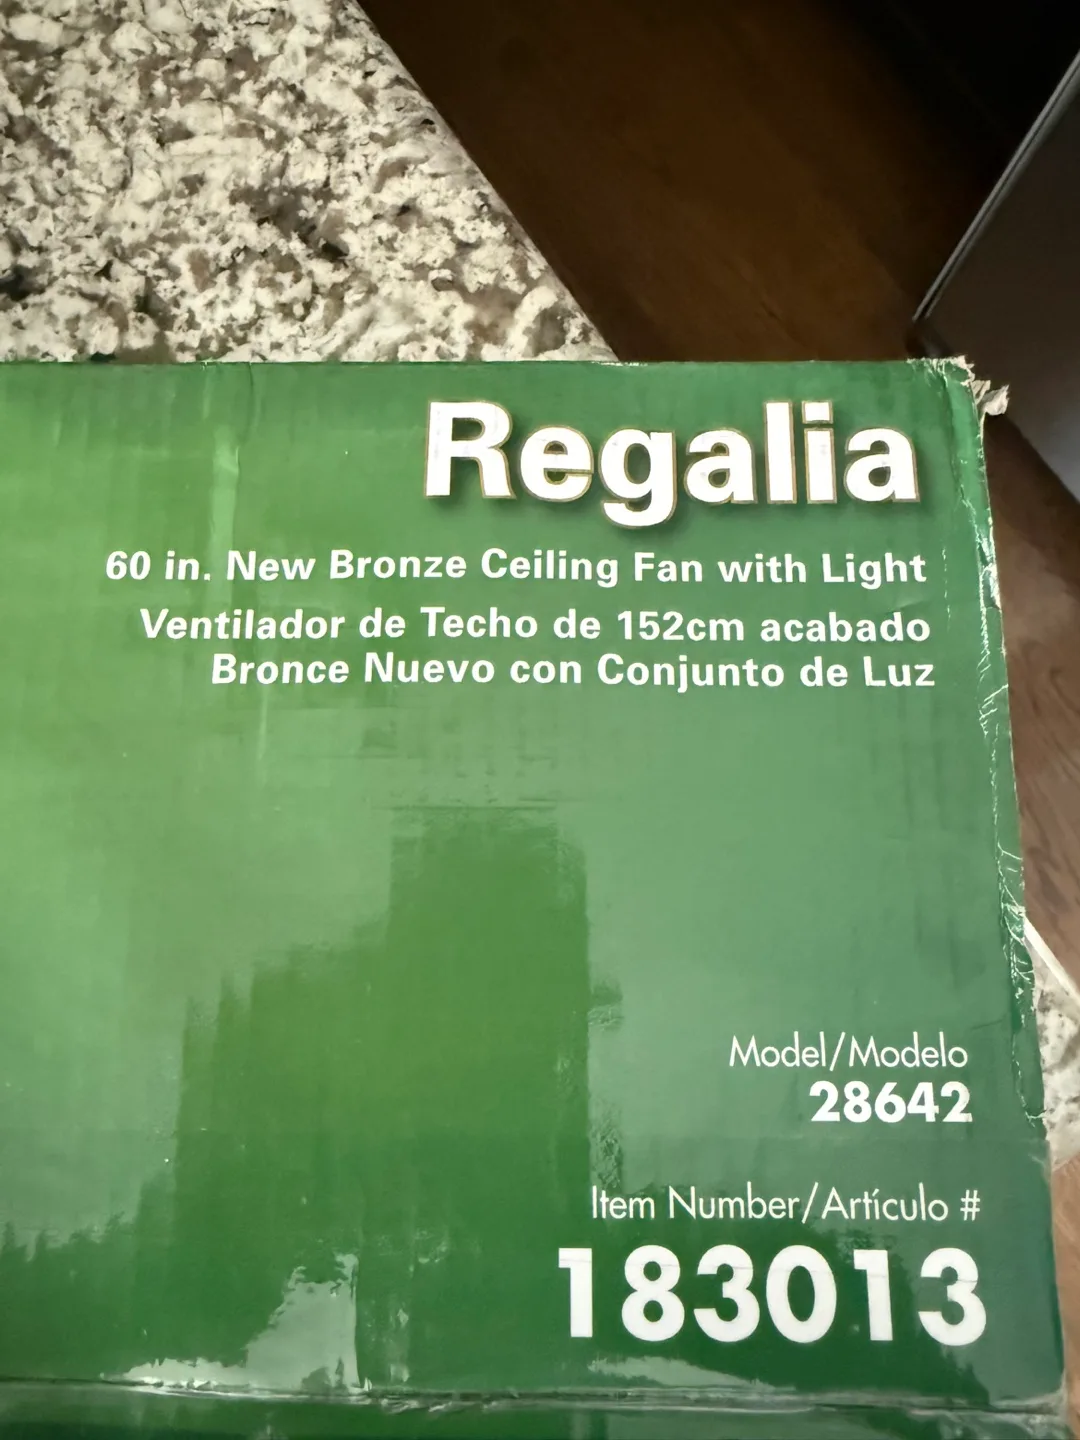 Regalia
60 in. New Bronze Ceiling Fan with Light
Ventilador de Techo de 152cm acabado
Bronce Nuevo con Conjunto de Luz
Model/Modelo
28642
Item Number/Artículo #
183013